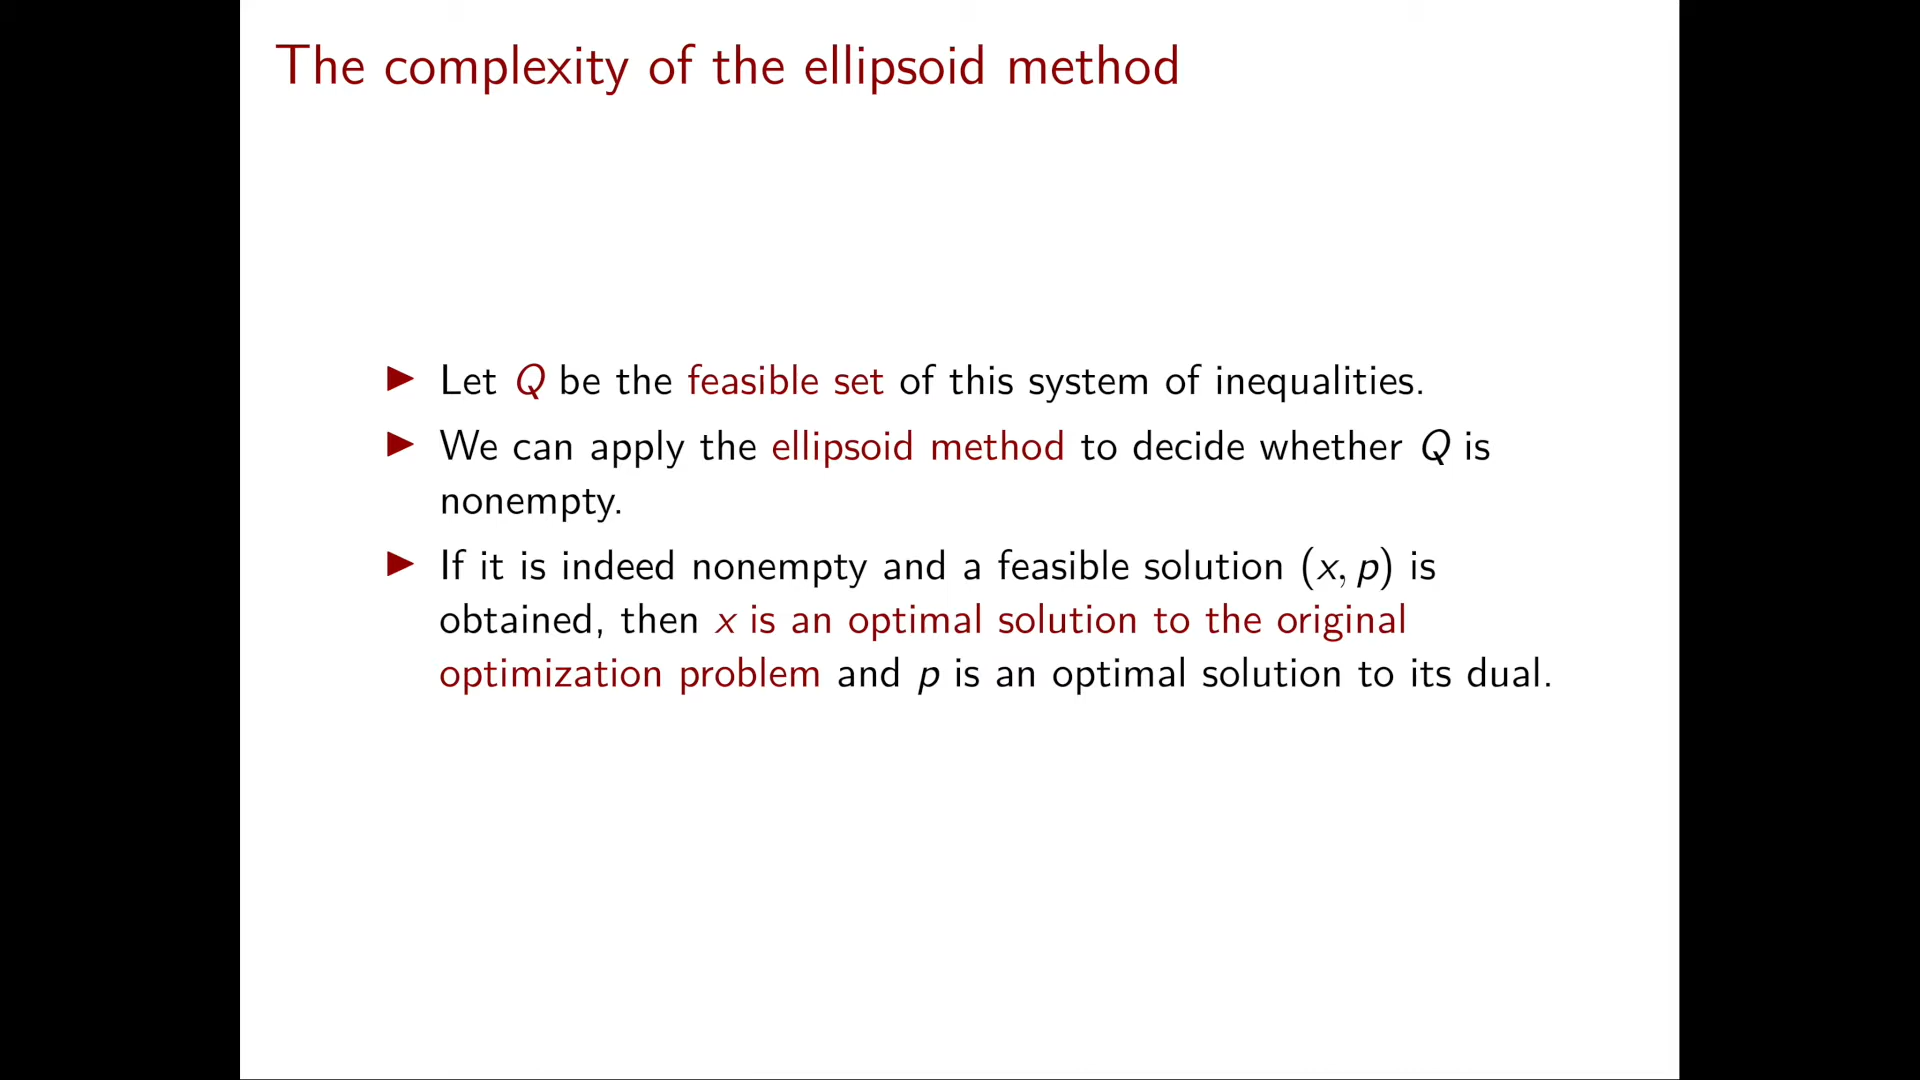 The complexity of the ellipsoid method
▶ Let Q be the feasible set of this system of inequalities.
▶ We can apply the ellipsoid method to decide whether Q is
nonempty.
▶ If it is indeed nonempty and a feasible solution (x, p) is
obtained, then x is an optimal solution to the original
optimization problem and p is an optimal solution to its dual.